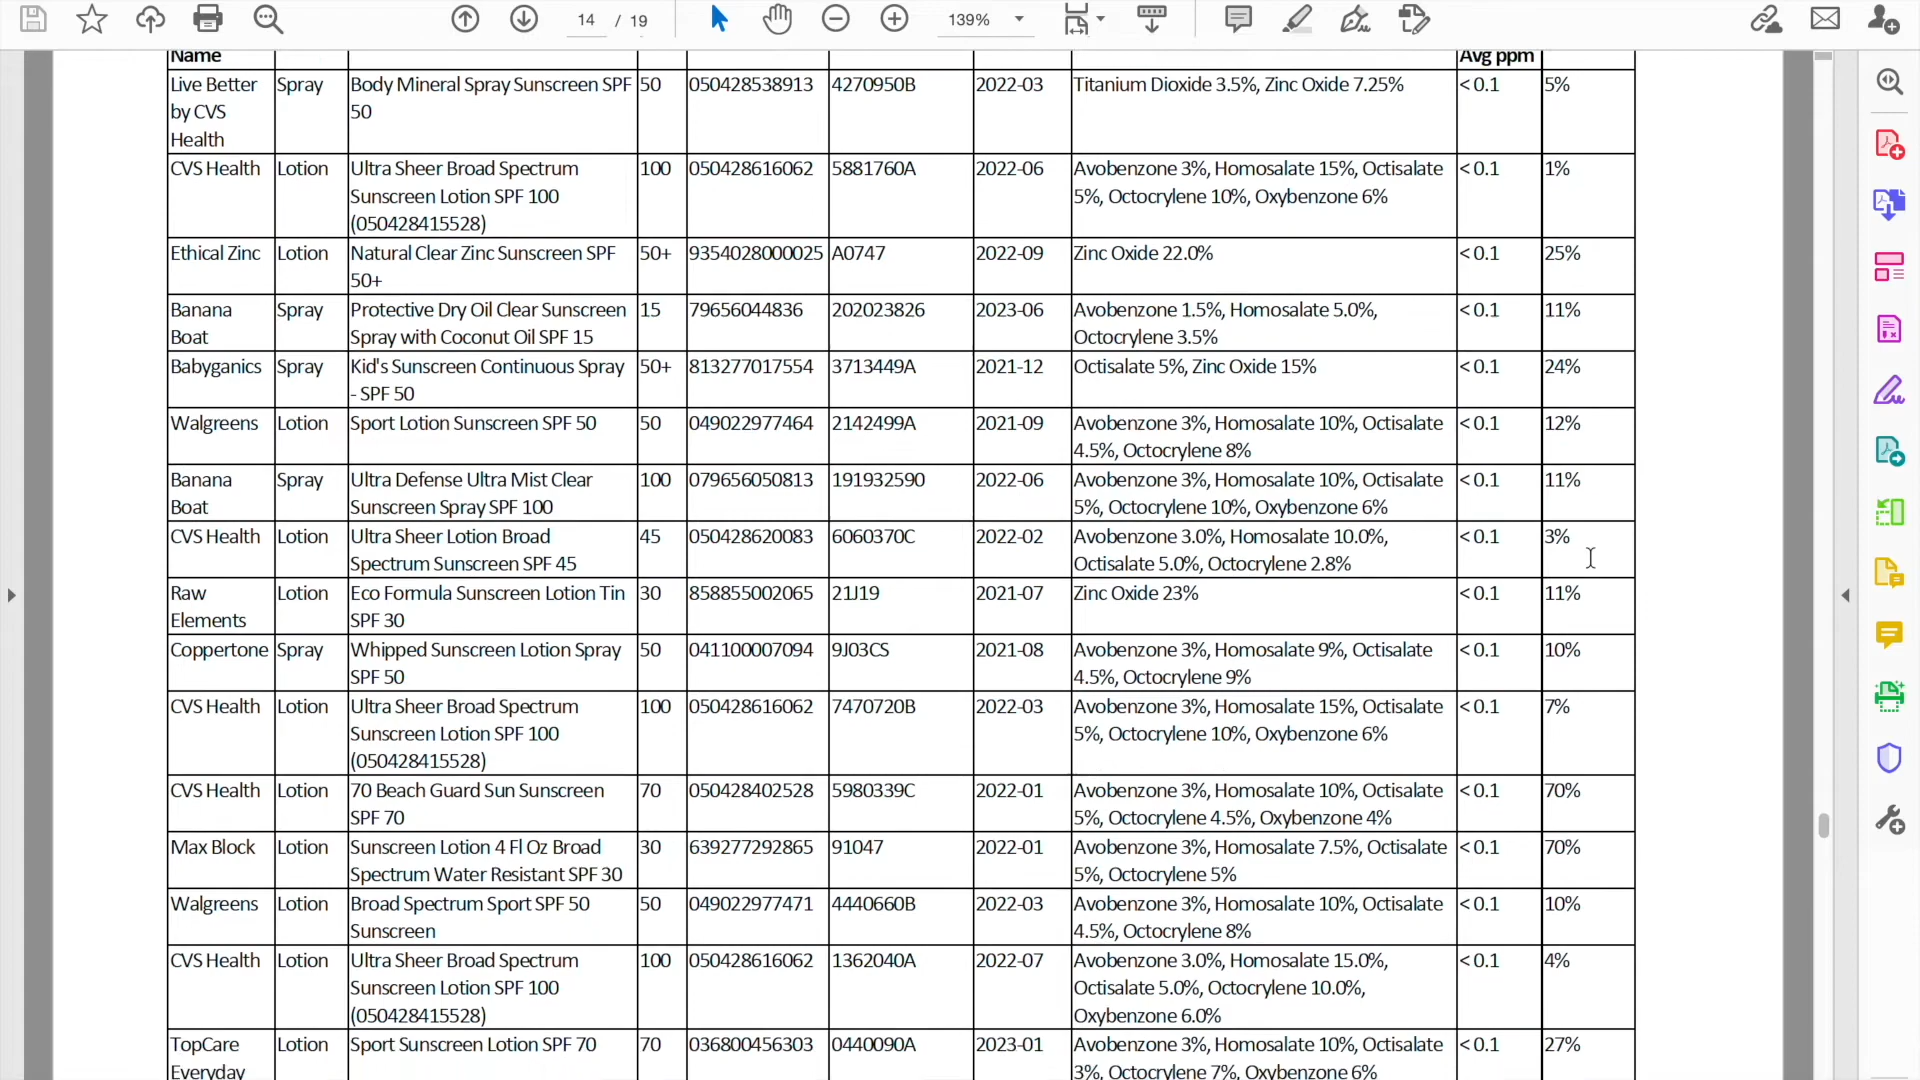 14 / 19
139%
Name Avg ppm
Live Better Spray Body Mineral Spray Sunscreen SPF 50 050428538913 4270950B 2022-03 Titanium Dioxide 3.5%, Zinc Oxide 7.25% < 0.1 5%
by CVS 50
Health
CVS Health Lotion Ultra Sheer Broad Spectrum 100 050428616062 5881760A 2022-06 Avobenzone 3%, Homosalate 15%, Octisalate < 0.1 1%
Sunscreen Lotion SPF 100 5%, Octocrylene 10%, Oxybenzone 6%
(050428415528)
Ethical Zinc Lotion Natural Clear Zinc Sunscreen SPF 50+ 9354028000025 A0747 2022-09 Zinc Oxide 22.0% < 0.1 25%
50+
Banana Spray Protective Dry Oil Clear Sunscreen 15 79656044836 202023826 2023-06 Avobenzone 1.5%, Homosalate 5.0%, < 0.1 11%
Boat Spray with Coconut Oil SPF 15 Octocrylene 3.5%
Babyganics Spray Kid's Sunscreen Continuous Spray 50+ 813277017554 3713449A 2021-12 Octisalate 5%, Zinc Oxide 15% < 0.1 24%
- SPF 50
Walgreens Lotion Sport Lotion Sunscreen SPF 50 50 049022977464 2142499A 2021-09 Avobenzone 3%, Homosalate 10%, Octisalate < 0.1 12%
4.5%, Octocrylene 8%
Banana Spray Ultra Defense Ultra Mist Clear 100 079656050813 191932590 2022-06 Avobenzone 3%, Homosalate 10%, Octisalate < 0.1 11%
Boat Sunscreen Spray SPF 100 5%, Octocrylene 10%, Oxybenzone 6%
CVS Health Lotion Ultra Sheer Lotion Broad 45 050428620083 6060370C 2022-02 Avobenzone 3.0%, Homosalate 10.0%, < 0.1 3%
Spectrum Sunscreen SPF 45 Octisalate 5.0%, Octocrylene 2.8%
Raw Lotion Eco Formula Sunscreen Lotion Tin 30 858855002065 21J19 2021-07 Zinc Oxide 23% < 0.1 11%
Elements SPF 30
Coppertone Spray Whipped Sunscreen Lotion Spray 50 041100007094 9J03CS 2021-08 Avobenzone 3%, Homosalate 9%, Octisalate < 0.1 10%
SPF 50 4.5%, Octocrylene 9%
CVS Health Lotion Ultra Sheer Broad Spectrum 100 050428616062 7470720B 2022-03 Avobenzone 3%, Homosalate 15%, Octisalate < 0.1 7%
Sunscreen Lotion SPF 100 5%, Octocrylene 10%, Oxybenzone 6%
(050428415528)
CVS Health Lotion 70 Beach Guard Sun Sunscreen 70 050428402528 5980339C 2022-01 Avobenzone 3%, Homosalate 10%, Octisalate < 0.1 70%
SPF 70 5%, Octocrylene 4.5%, Oxybenzone 4%
Max Block Lotion Sunscreen Lotion 4 Fl Oz Broad 30 639277292865 91047 2022-01 Avobenzone 3%, Homosalate 7.5%, Octisalate < 0.1 70%
Spectrum Water Resistant SPF 30 5%, Octocrylene 5%
Walgreens Lotion Broad Spectrum Sport SPF 50 50 049022977471 4440660B 2022-03 Avobenzone 3%, Homosalate 10%, Octisalate < 0.1 10%
Sunscreen 4.5%, Octocrylene 8%
CVS Health Lotion Ultra Sheer Broad Spectrum 100 050428616062 1362040A 2022-07 Avobenzone 3.0%, Homosalate 15.0%, < 0.1 4%
Sunscreen Lotion SPF 100 Octisalate 5.0%, Octocrylene 10.0%,
(050428415528) Oxybenzone 6.0%
TopCare Lotion Sport Sunscreen Lotion SPF 70 70 036800456303 0440090A 2023-01 Avobenzone 3%, Homosalate 10%, Octisalate < 0.1 27%
Everyday 3%, Octocrylene 7%, Oxybenzone 6%